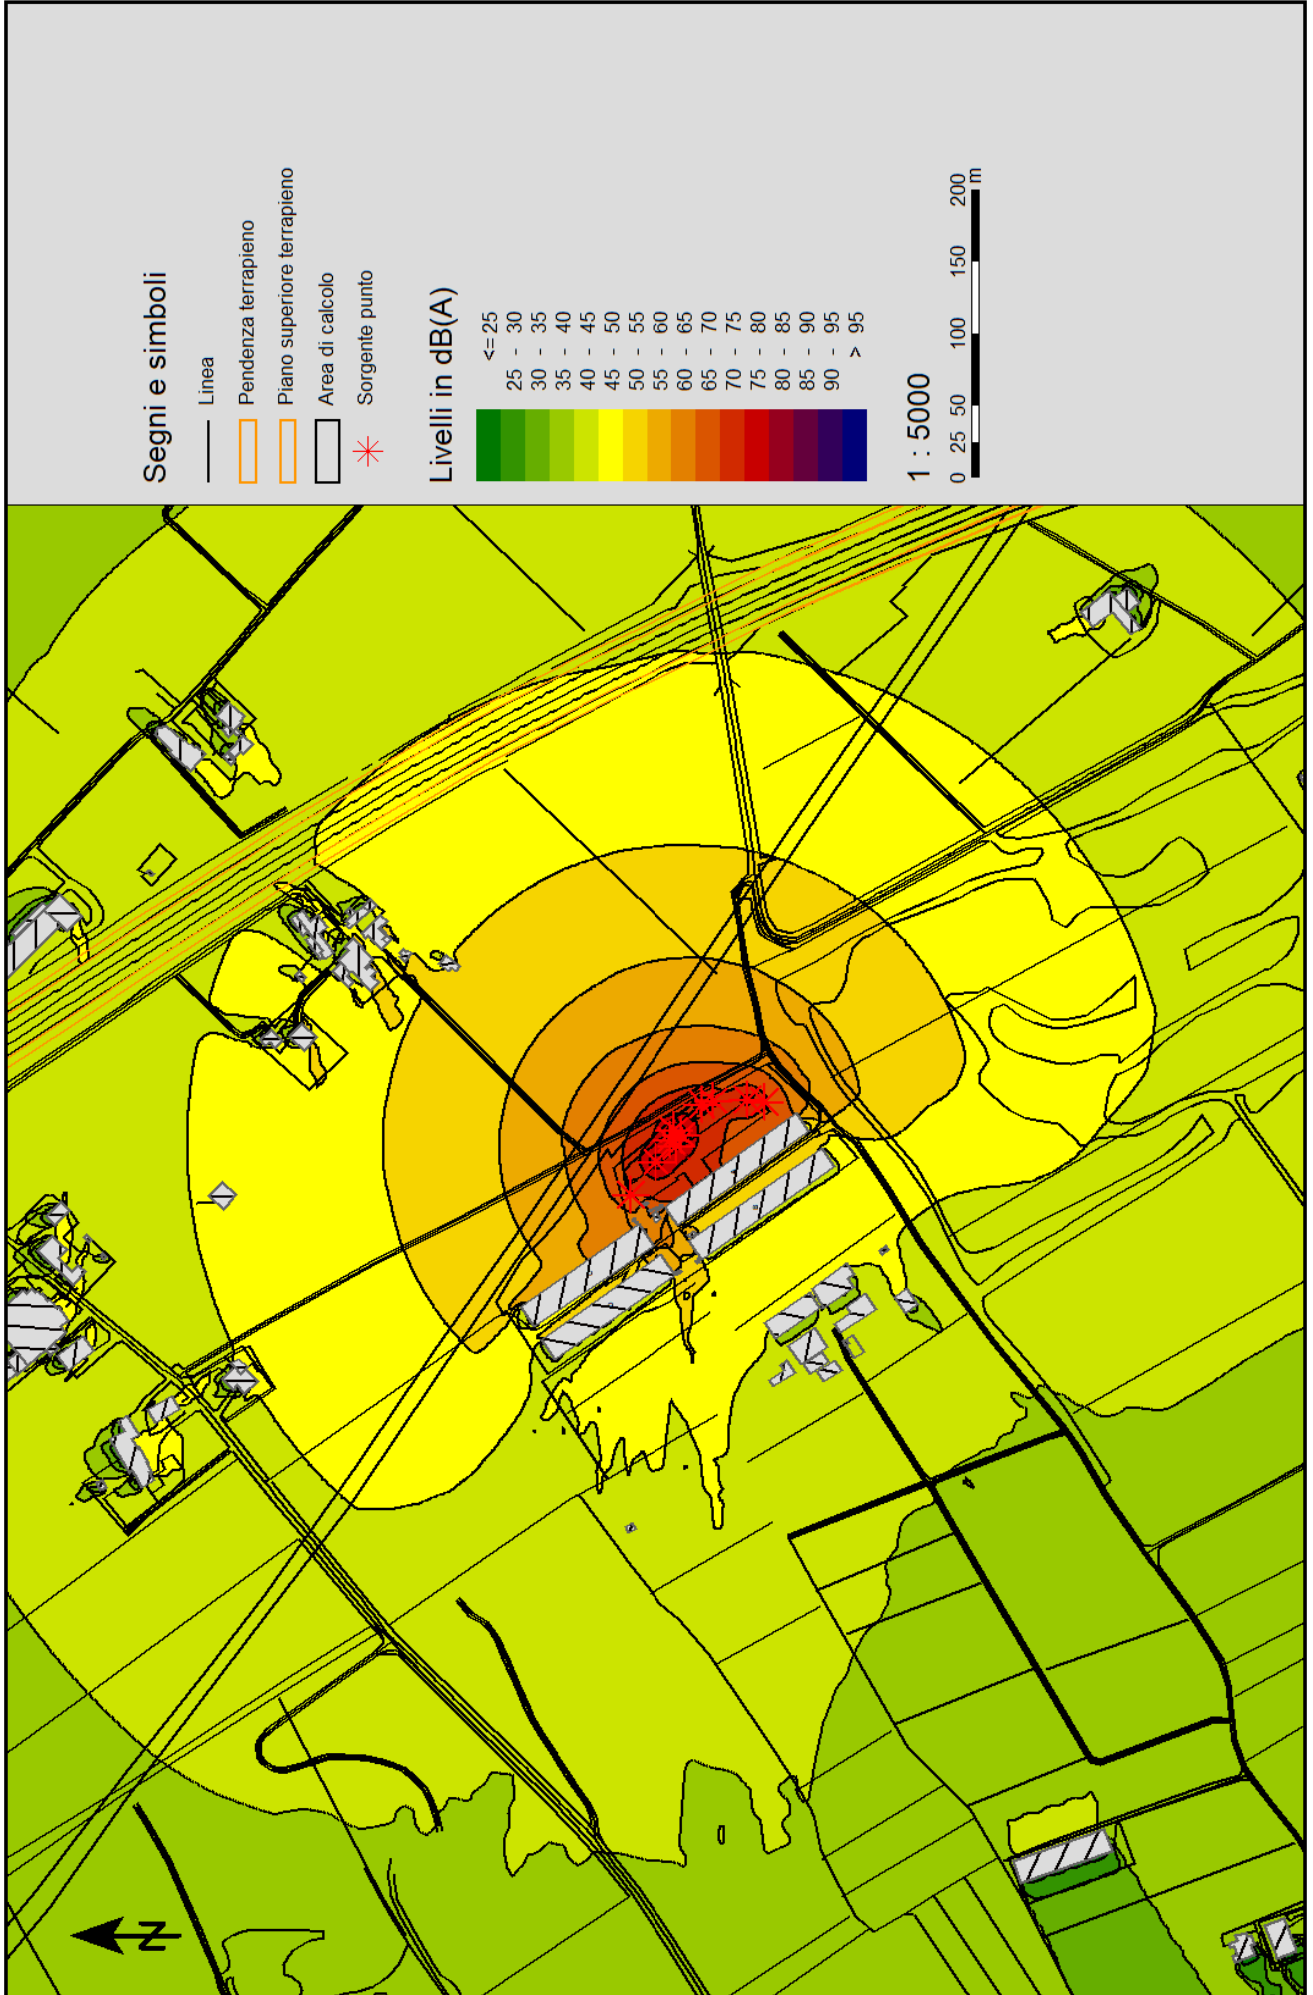 Segni e simboli
Linea
Pendenza terrapieno
Piano superiore terrapieno
Area di calcolo
Sorgente punto
Livelli in dB(A)
<= 25
25 - 30
30 - 35
35 - 40
40 - 45
45 - 50
50 - 55
55 - 60
60 - 65
65 - 70
70 - 75
75 - 80
80 - 85
85 - 90
90 - 95
> 95
1 : 5000
0 25 50 100 150 200
m
N